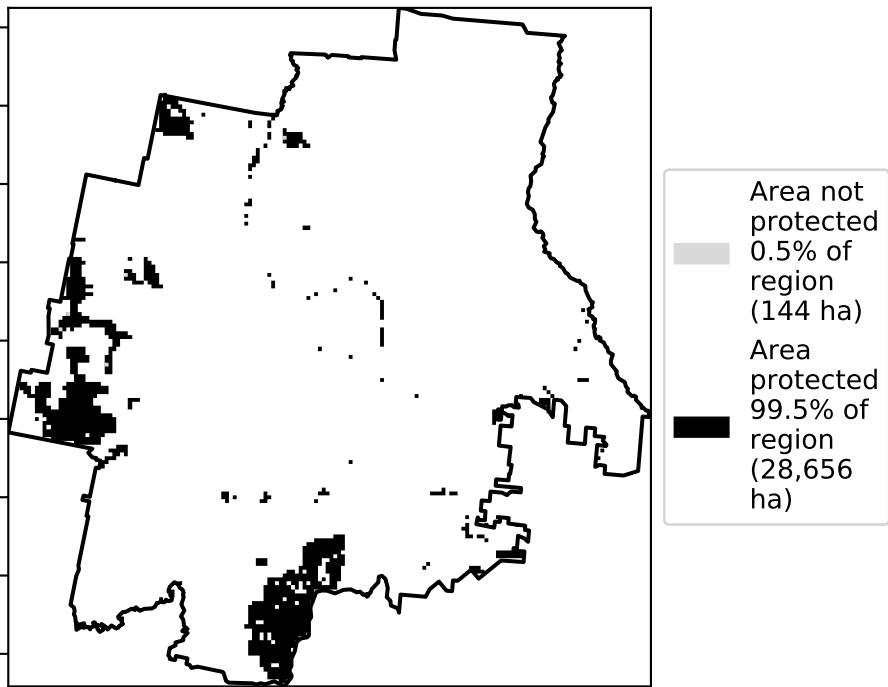 Area not
protected
0.5% of
region
(144 ha)
Area
protected
99.5% of
region
(28,656
ha)